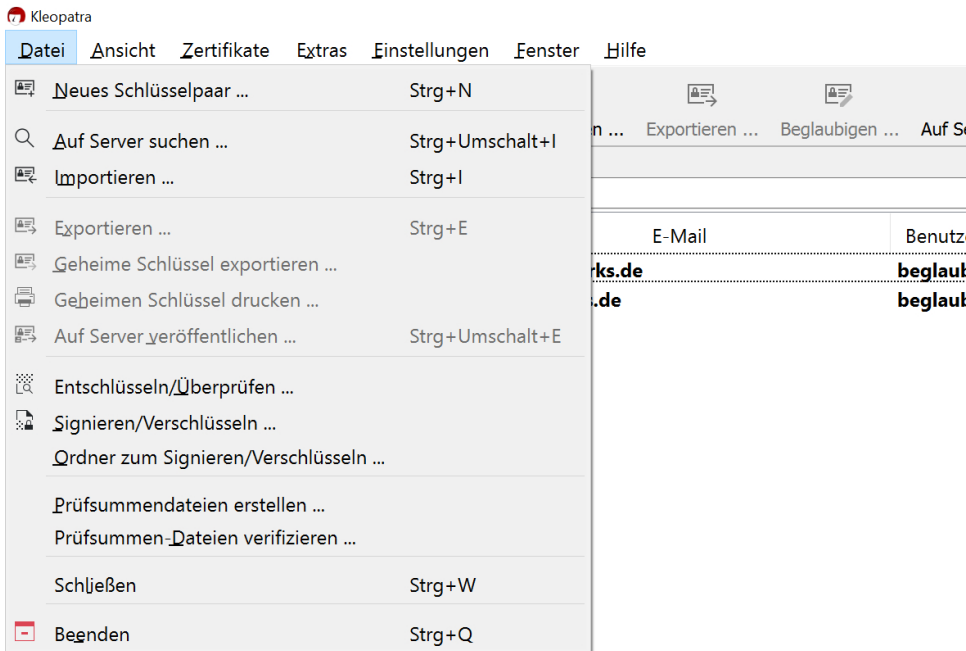 Kleopatra
Datei Ansicht Zertifikate Extras Einstellungen Fenster Hilfe
Neues Schlüsselpaar ... Strg+N
Auf Server suchen ... Strg+Umschalt+I
Importieren ... Strg+I
Exportieren ... Strg+E
Geheime Schlüssel exportieren ...
Geheimen Schlüssel drucken ...
Auf Server veröffentlichen ... Strg+Umschalt+E
Entschlüsseln/Überprüfen ...
Signieren/Verschlüsseln ...
Ordner zum Signieren/Verschlüsseln ...
Prüfsummendateien erstellen ...
Prüfsummen-Dateien verifizieren ...
Schließen Strg+W
Beenden Strg+Q
n ... Exportieren ... Beglaubigen ... Auf Se
E-Mail Benutze
rks.de beglaub
s.de beglaub